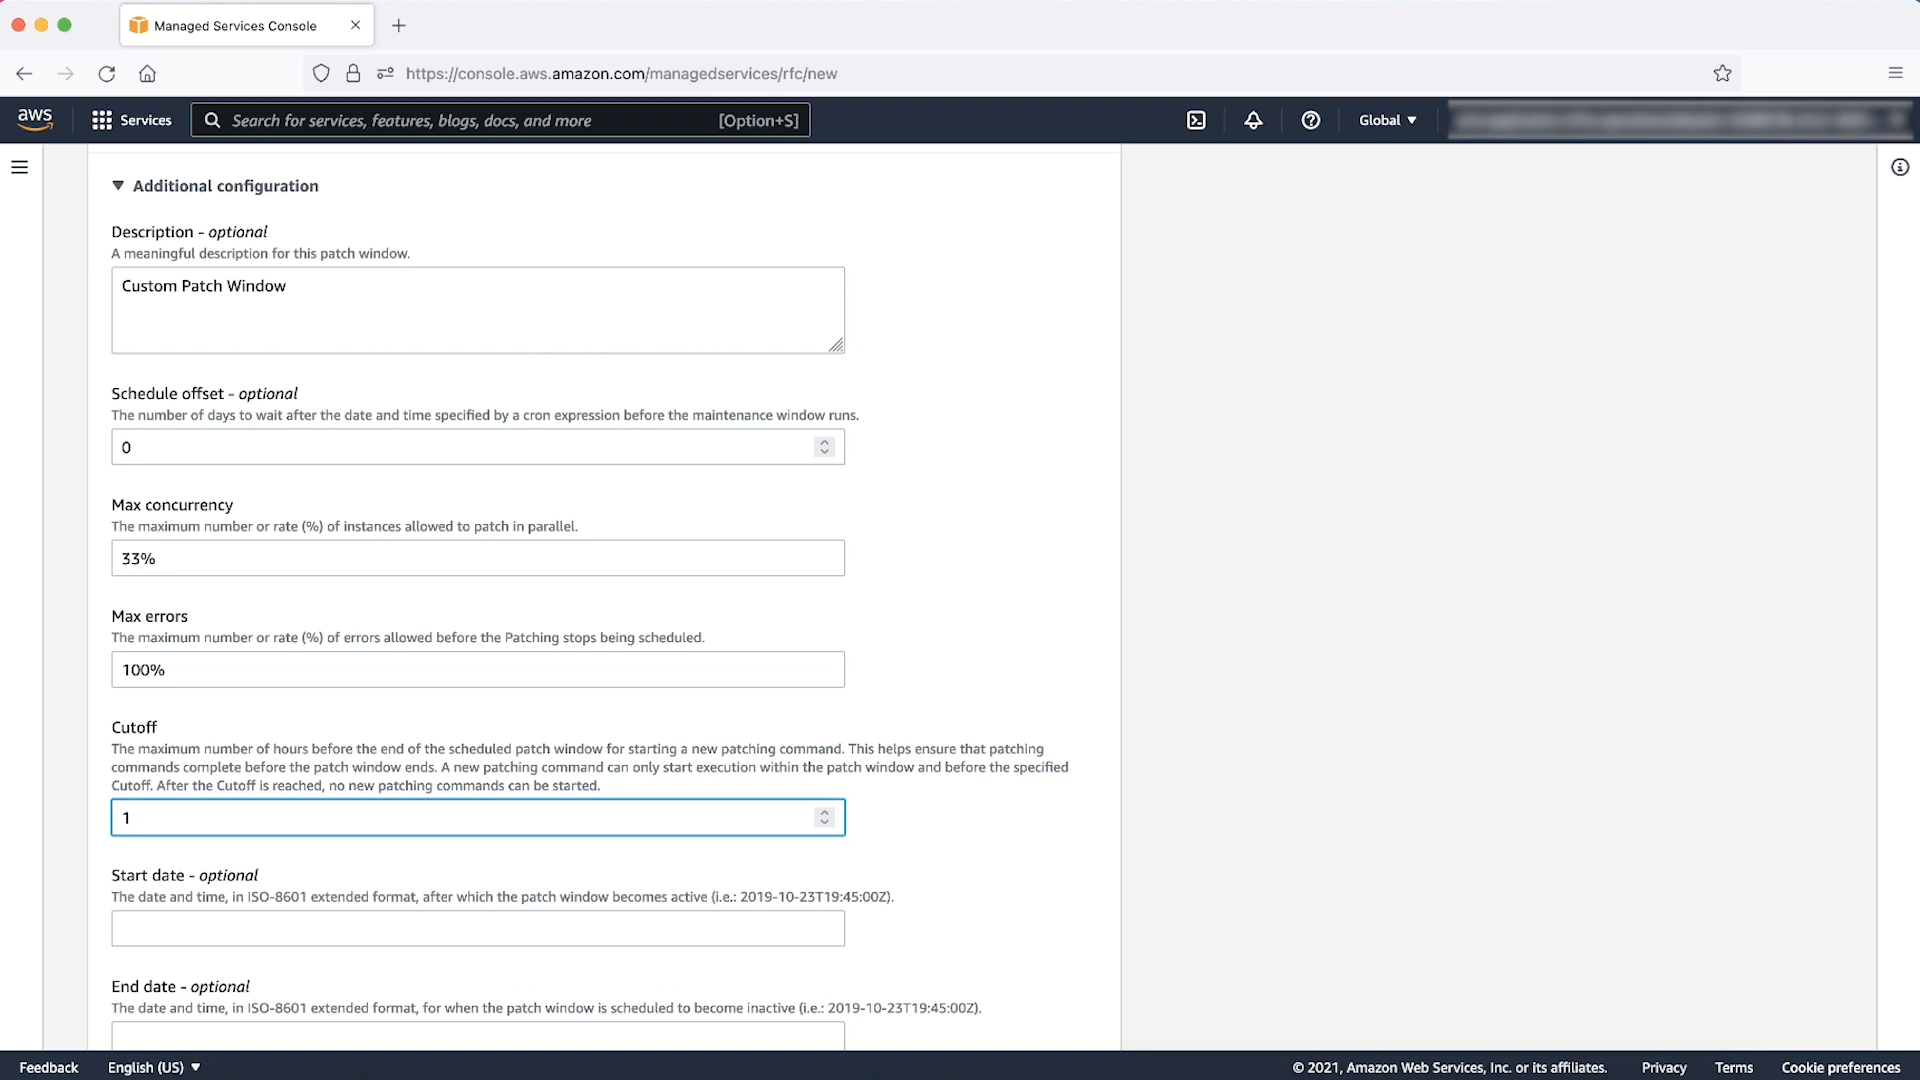 Managed Services Console
https://console.aws.amazon.com/managedservices/rfc/new
aws
Services
Search for services, features, blogs, docs, and more
[Option+S]
Global
Additional configuration
Description - optional
A meaningful description for this patch window.
Custom Patch Window
Schedule offset - optional
The number of days to wait after the date and time specified by a cron expression before the maintenance window runs.
0
Max concurrency
The maximum number or rate (%) of instances allowed to patch in parallel.
33%
Max errors
The maximum number or rate (%) of errors allowed before the Patching stops being scheduled.
100%
Cutoff
The maximum number of hours before the end of the scheduled patch window for starting a new patching command. This helps ensure that patching
commands complete before the patch window ends. A new patching command can only start execution within the patch window and before the specified
Cutoff. After the Cutoff is reached, no new patching commands can be started.
1
Start date - optional
The date and time, in ISO-8601 extended format, after which the patch window becomes active (i.e.: 2019-10-23T19:45:00Z).
End date - optional
The date and time, in ISO-8601 extended format, for when the patch window is scheduled to become inactive (i.e.: 2019-10-23T19:45:00Z).
Feedback
English (US)
© 2021, Amazon Web Services, Inc. or its affiliates.
Privacy
Terms
Cookie preferences